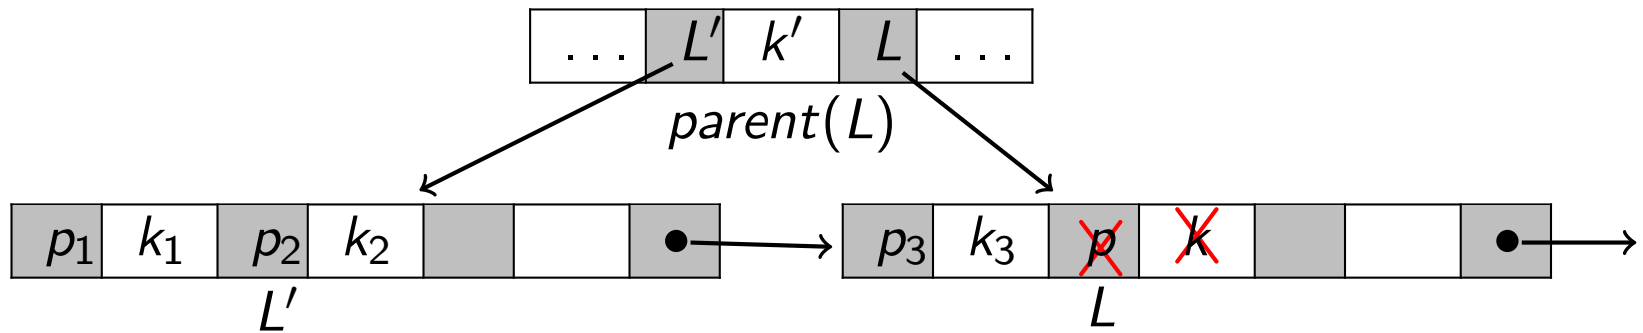 ... L′ k′ L ...
parent(L)
p₁ k₁ p₂ k₂ p₃ k₃ p k
L′ L